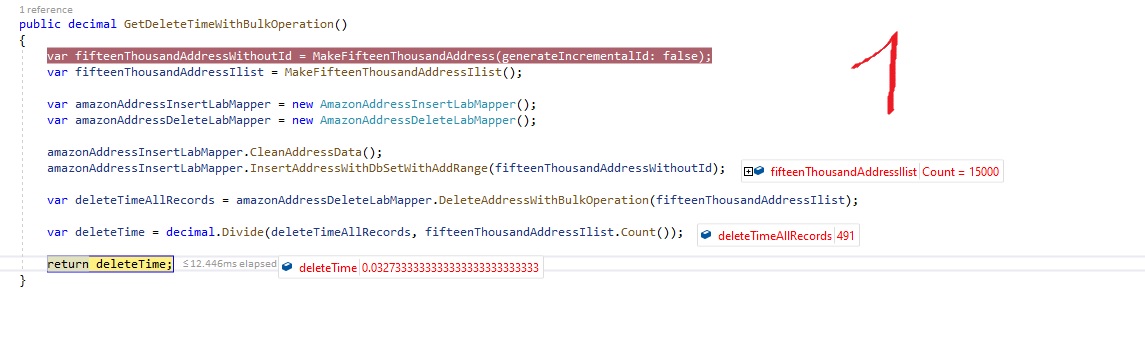 1 reference
public decimal GetDeleteTimeWithBulkOperation()
{
var fifteenThousandAddressWithoutId = MakeFifteenThousandAddress(generateIncrementalId: false);
var fifteenThousandAddressIlist = MakeFifteenThousandAddressIlist();
var amazonAddressInsertLabMapper = new AmazonAddressInsertLabMapper();
var amazonAddressDeleteLabMapper = new AmazonAddressDeleteLabMapper();
amazonAddressInsertLabMapper.CleanAddressData();
amazonAddressInsertLabMapper.InsertAddressWithDbSetWithAddRange(fifteenThousandAddressWithoutId); fifteenThousandAddressIlist Count = 15000
var deleteTimeAllRecords = amazonAddressDeleteLabMapper.DeleteAddressWithBulkOperation(fifteenThousandAddressIlist);
var deleteTime = decimal.Divide(deleteTimeAllRecords, fifteenThousandAddressIlist.Count()); deleteTimeAllRecords 491
return deleteTime; ≤12.446ms elapsed deleteTime 0.0327333333333333333333333333
}
1